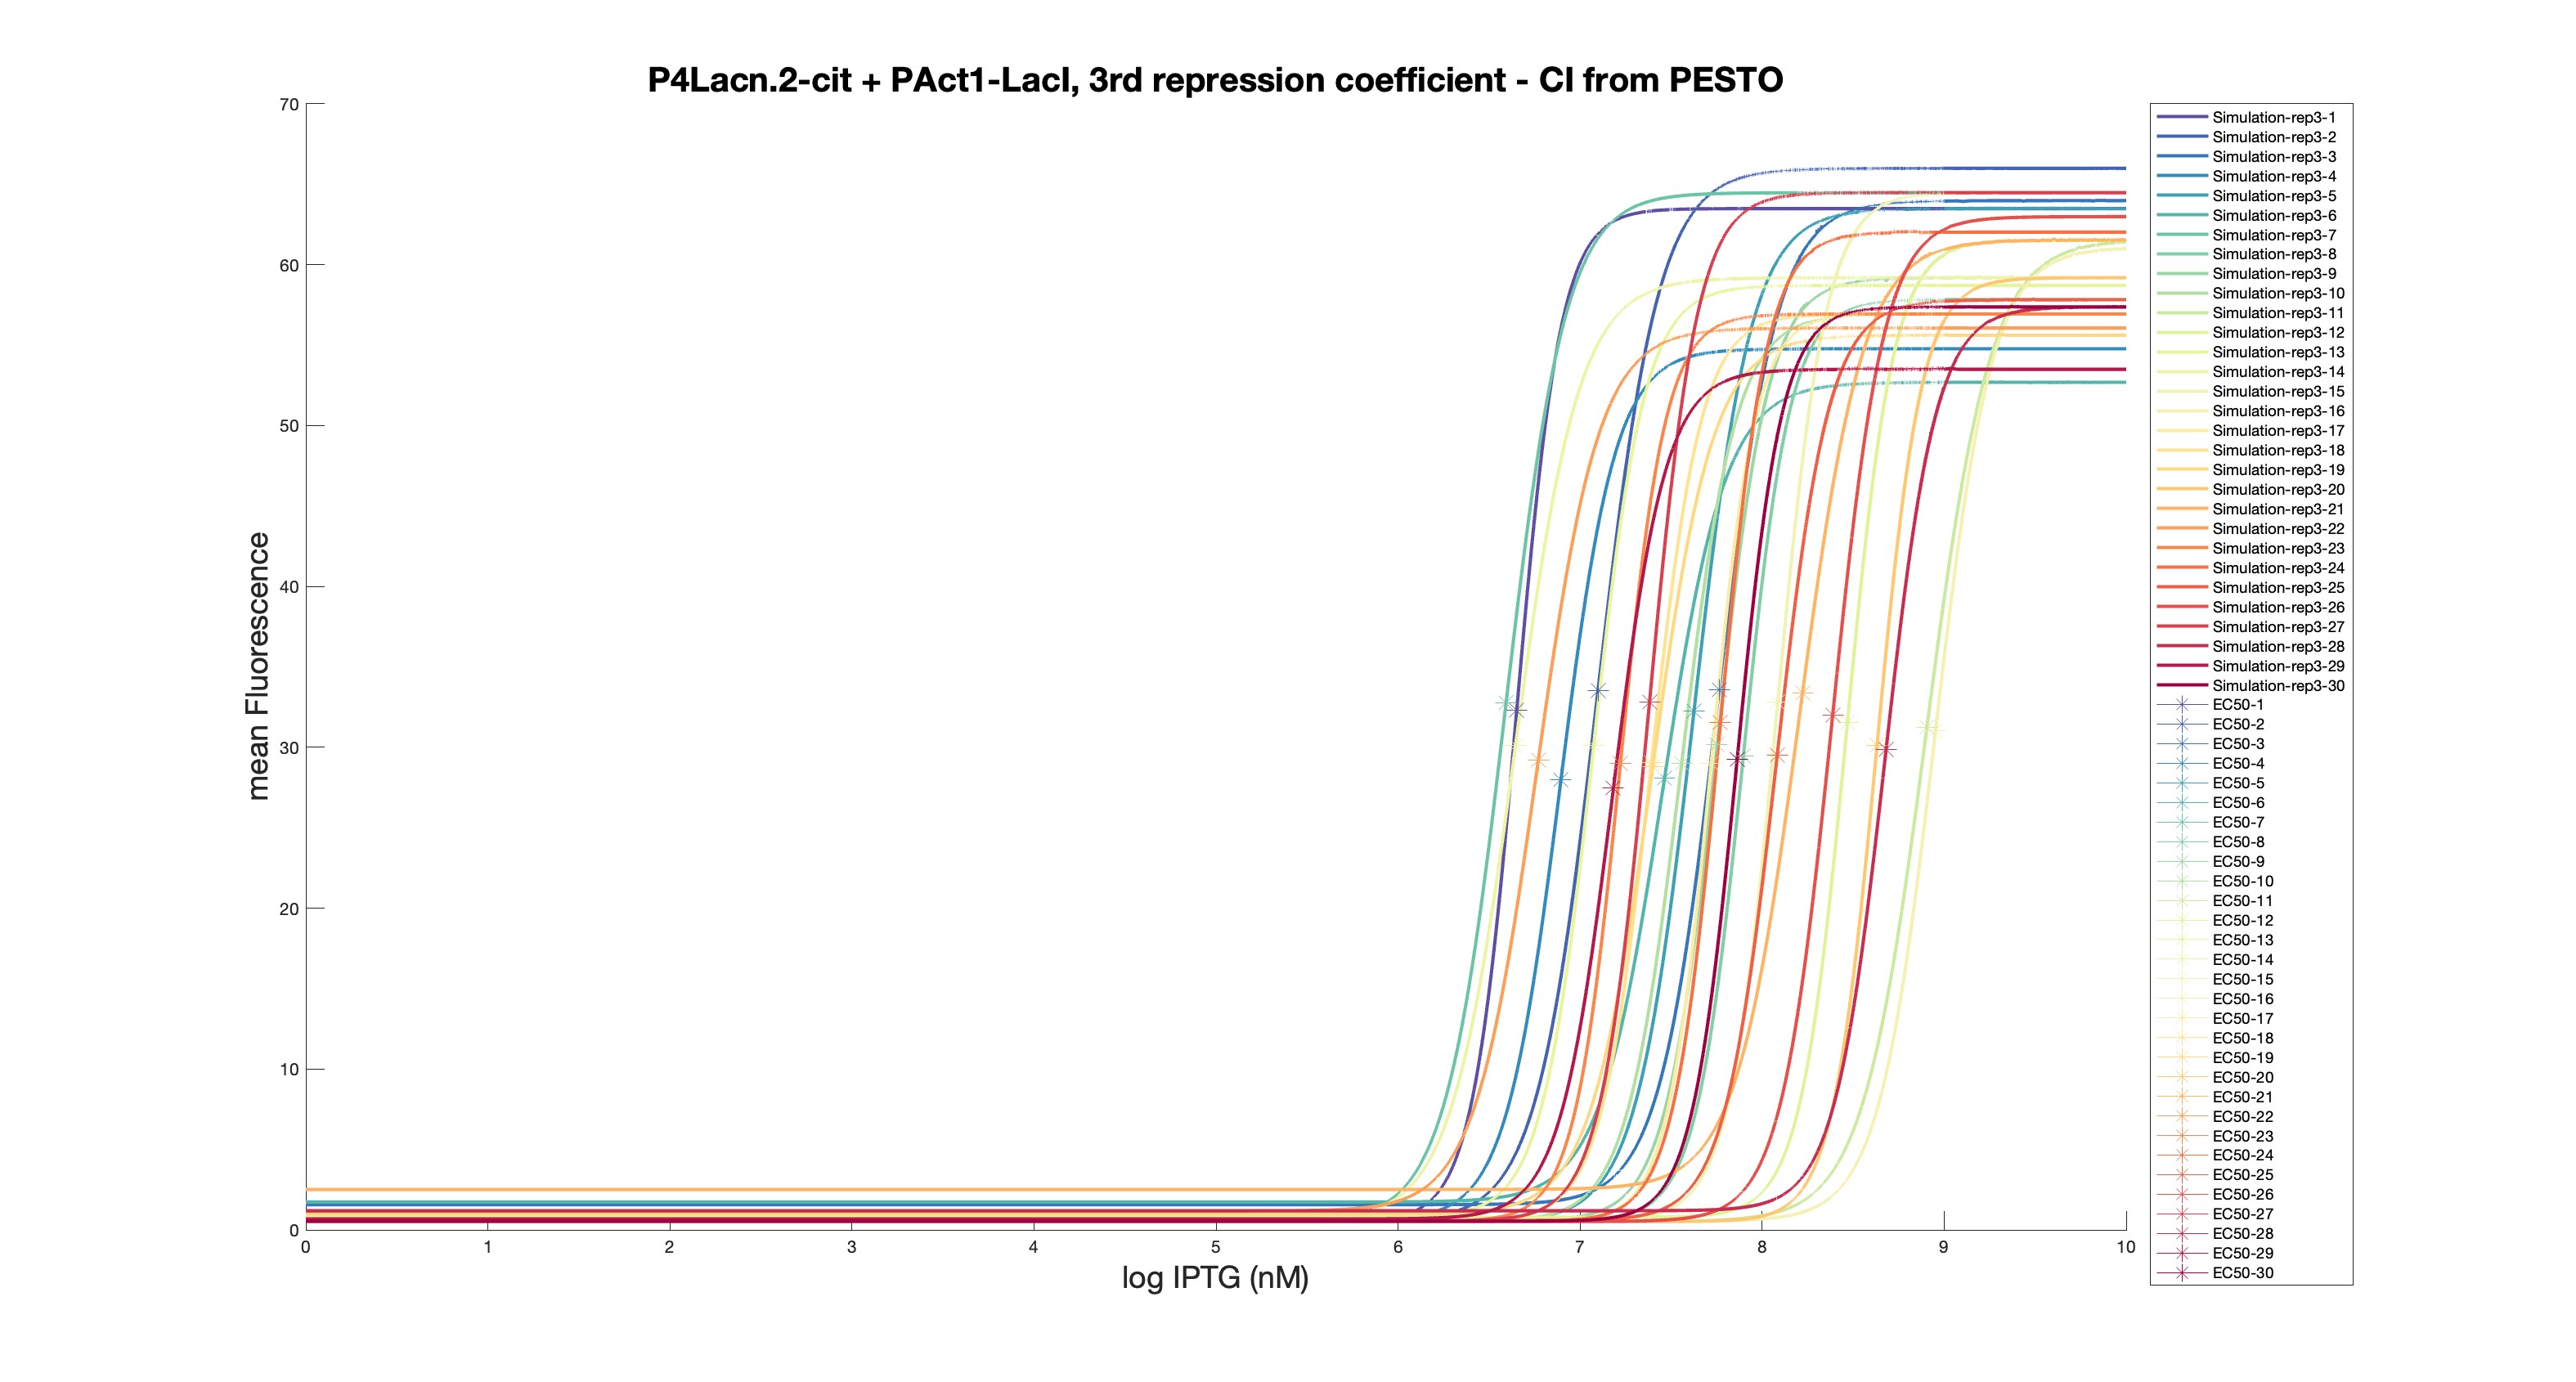 P4Lacn.2-cit + PAct1-LacI, 3rd repression coefficient - CI from PESTO
mean Fluorescence
70
60
50
40
30
20
10
0
0 1 2 3 4 5 6 7 8 9 10
log IPTG (nM)
Simulation-rep3-1
Simulation-rep3-2
Simulation-rep3-3
Simulation-rep3-4
Simulation-rep3-5
Simulation-rep3-6
Simulation-rep3-7
Simulation-rep3-8
Simulation-rep3-9
Simulation-rep3-10
Simulation-rep3-11
Simulation-rep3-12
Simulation-rep3-13
Simulation-rep3-14
Simulation-rep3-15
Simulation-rep3-16
Simulation-rep3-17
Simulation-rep3-18
Simulation-rep3-19
Simulation-rep3-20
Simulation-rep3-21
Simulation-rep3-22
Simulation-rep3-23
Simulation-rep3-24
Simulation-rep3-25
Simulation-rep3-26
Simulation-rep3-27
Simulation-rep3-28
Simulation-rep3-29
Simulation-rep3-30
EC50-1
EC50-2
EC50-3
EC50-4
EC50-5
EC50-6
EC50-7
EC50-8
EC50-9
EC50-10
EC50-11
EC50-12
EC50-13
EC50-14
EC50-15
EC50-16
EC50-17
EC50-18
EC50-19
EC50-20
EC50-21
EC50-22
EC50-23
EC50-24
EC50-25
EC50-26
EC50-27
EC50-28
EC50-29
EC50-30